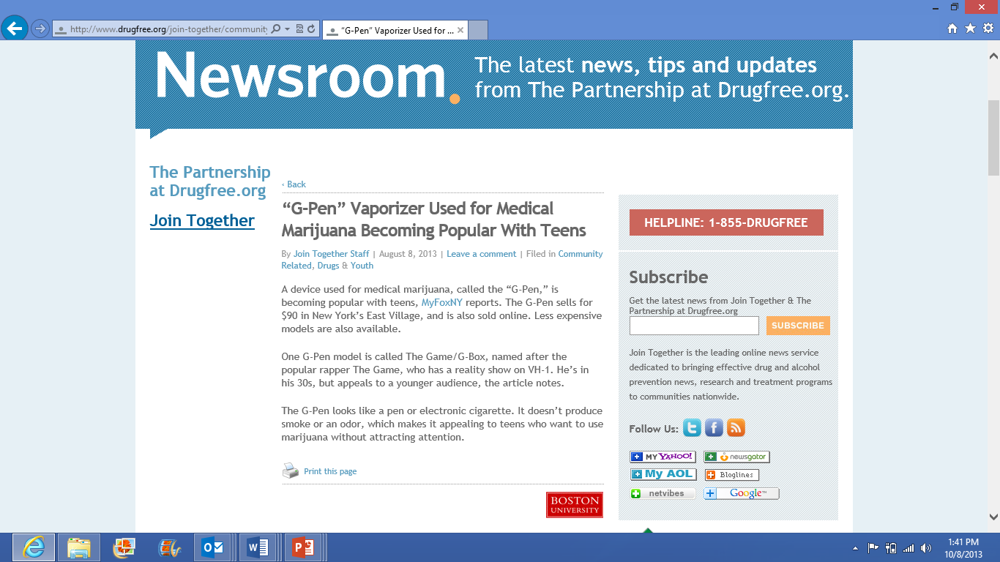 http://www.drugfree.org/join-together/community
"G-Pen" Vaporizer Used for ...
Newsroom.
The latest news, tips and updates
from The Partnership at Drugfree.org.
The Partnership
at Drugfree.org
Join Together
‹ Back
“G-Pen” Vaporizer Used for Medical
Marijuana Becoming Popular With Teens
By Join Together Staff | August 8, 2013 | Leave a comment | Filed in Community
Related, Drugs & Youth
A device used for medical marijuana, called the “G-Pen,” is
becoming popular with teens, MyFoxNY reports. The G-Pen sells for
$90 in New York’s East Village, and is also sold online. Less expensive
models are also available.
One G-Pen model is called The Game/G-Box, named after the
popular rapper The Game, who has a reality show on VH-1. He’s in
his 30s, but appeals to a younger audience, the article notes.
The G-Pen looks like a pen or electronic cigarette. It doesn’t produce
smoke or an odor, which makes it appealing to teens who want to use
marijuana without attracting attention.
Print this page
BOSTON
UNIVERSITY
HELPLINE: 1-855-DRUGFREE
Subscribe
Get the latest news from Join Together & The
Partnership at Drugfree.org
SUBSCRIBE
Join Together is the leading online news service
dedicated to bringing effective drug and alcohol
prevention news, research and treatment programs
to communities nationwide.
Follow Us:
MY YAHOO!
newsgator
My AOL
Bloglines
netvibes
Google™
1:41 PM
10/8/2013